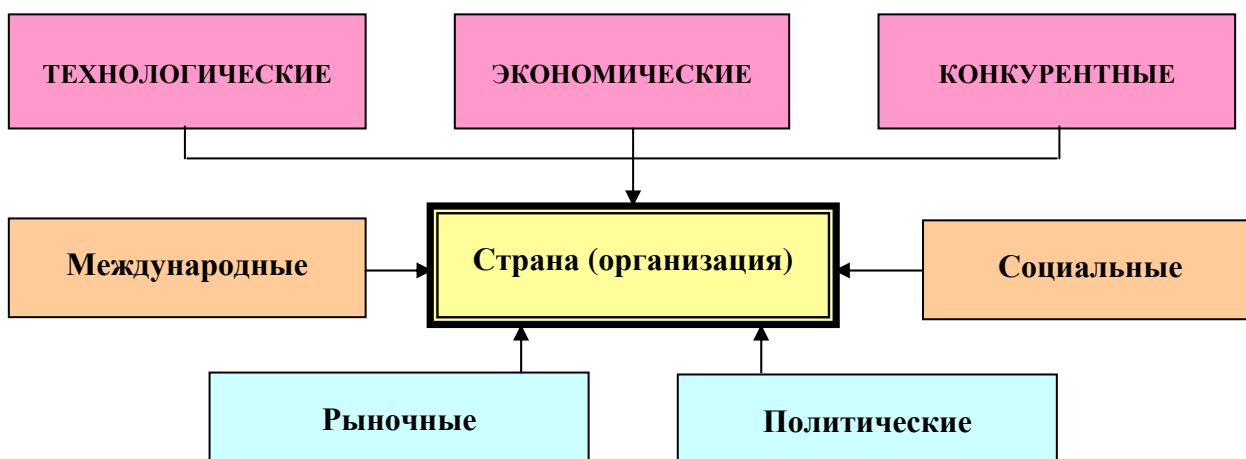 ТЕХНОЛОГИЧЕСКИЕ
ЭКОНОМИЧЕСКИЕ
КОНКУРЕНТНЫЕ
Международные
Страна (организация)
Социальные
Рыночные
Политические